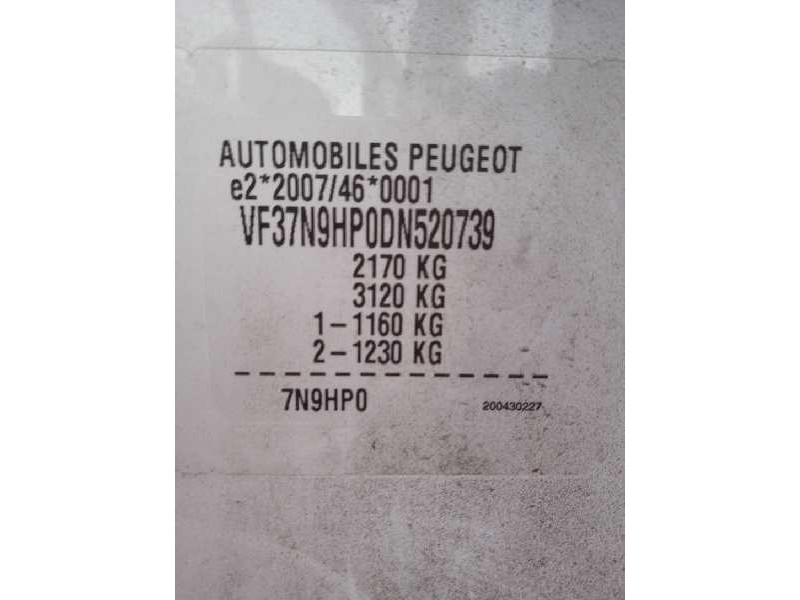 AUTOMOBILES PEUGEOT
e2*2007/46*0001
VF37N9HP0DN520739
2170 KG
3120 KG
1-1160 KG
2-1230 KG
7N9HP0
200430227